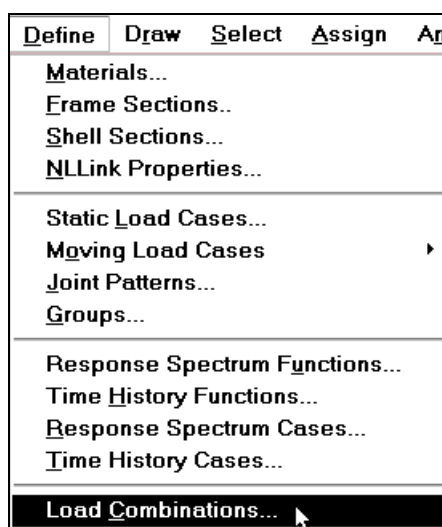 Define Draw Select Assign
Materials...
Frame Sections..
Shell Sections...
NLLink Properties...
Static Load Cases...
Moving Load Cases
Joint Patterns...
Groups...
Response Spectrum Functions...
Time History Functions...
Response Spectrum Cases...
Time History Cases...
Load Combinations...